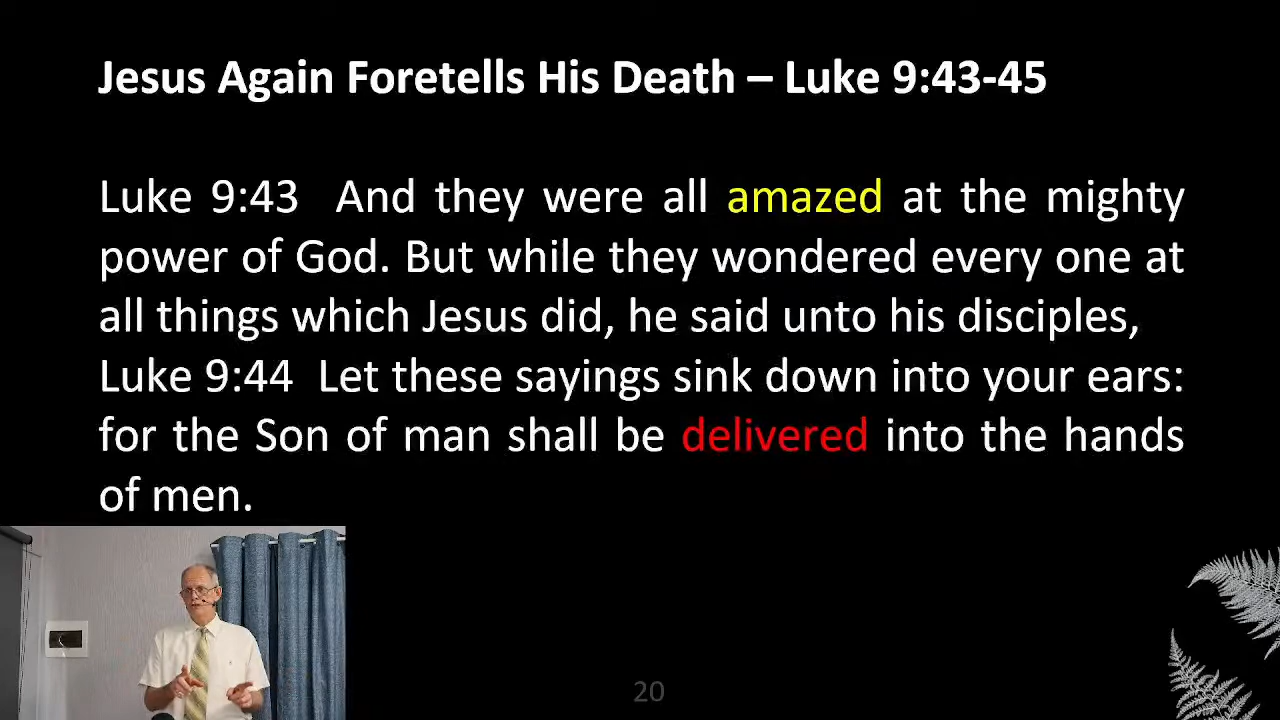 Jesus Again Foretells His Death – Luke 9:43-45
Luke 9:43 And they were all amazed at the mighty
power of God. But while they wondered every one at
all things which Jesus did, he said unto his disciples,
Luke 9:44 Let these sayings sink down into your ears:
for the Son of man shall be delivered into the hands
of men.
20